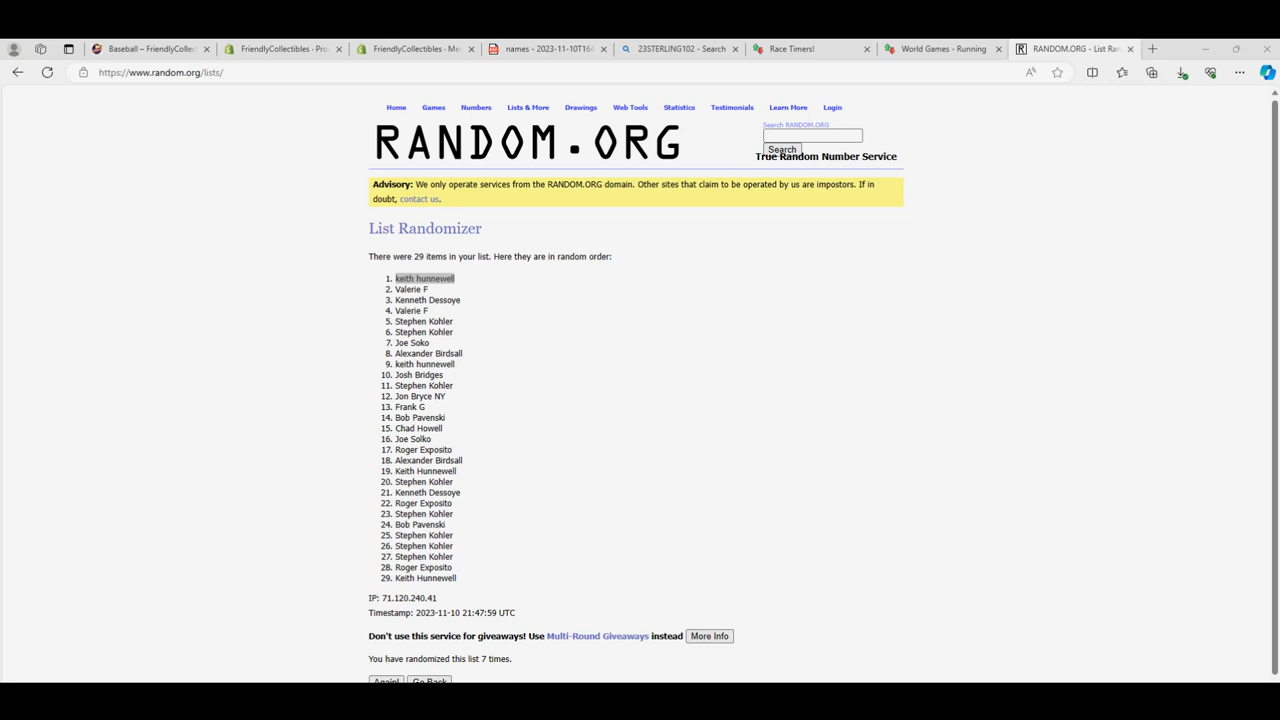 Baseball – FriendlyCollec
FriendlyCollectibles - Pro
FriendlyCollectibles - Me
names - 2023-11-10T164
23STERLING102 - Search
Race Timers!
World Games - Running
RANDOM.ORG - List Ran
https://www.random.org/lists/
Home Games Numbers Lists & More Drawings Web Tools Statistics Testimonials Learn More Login
Search RANDOM.ORG
RANDOM.ORG
Search
True Random Number Service
Advisory: We only operate services from the RANDOM.ORG domain. Other sites that claim to be operated by us are impostors. If in
doubt, contact us.
List Randomizer
There were 29 items in your list. Here they are in random order:
1. keith hunnewell
2. Valerie F
3. Kenneth Dessoye
4. Valerie F
5. Stephen Kohler
6. Stephen Kohler
7. Joe Soko
8. Alexander Birdsall
9. keith hunnewell
10. Josh Bridges
11. Stephen Kohler
12. Jon Bryce NY
13. Frank G
14. Bob Pavenski
15. Chad Howell
16. Joe Solko
17. Roger Exposito
18. Alexander Birdsall
19. Keith Hunnewell
20. Stephen Kohler
21. Kenneth Dessoye
22. Roger Exposito
23. Stephen Kohler
24. Bob Pavenski
25. Stephen Kohler
26. Stephen Kohler
27. Stephen Kohler
28. Roger Exposito
29. Keith Hunnewell
IP: 71.120.240.41
Timestamp: 2023-11-10 21:47:59 UTC
Don't use this service for giveaways! Use Multi-Round Giveaways instead More Info
You have randomized this list 7 times.
Again! Go Back